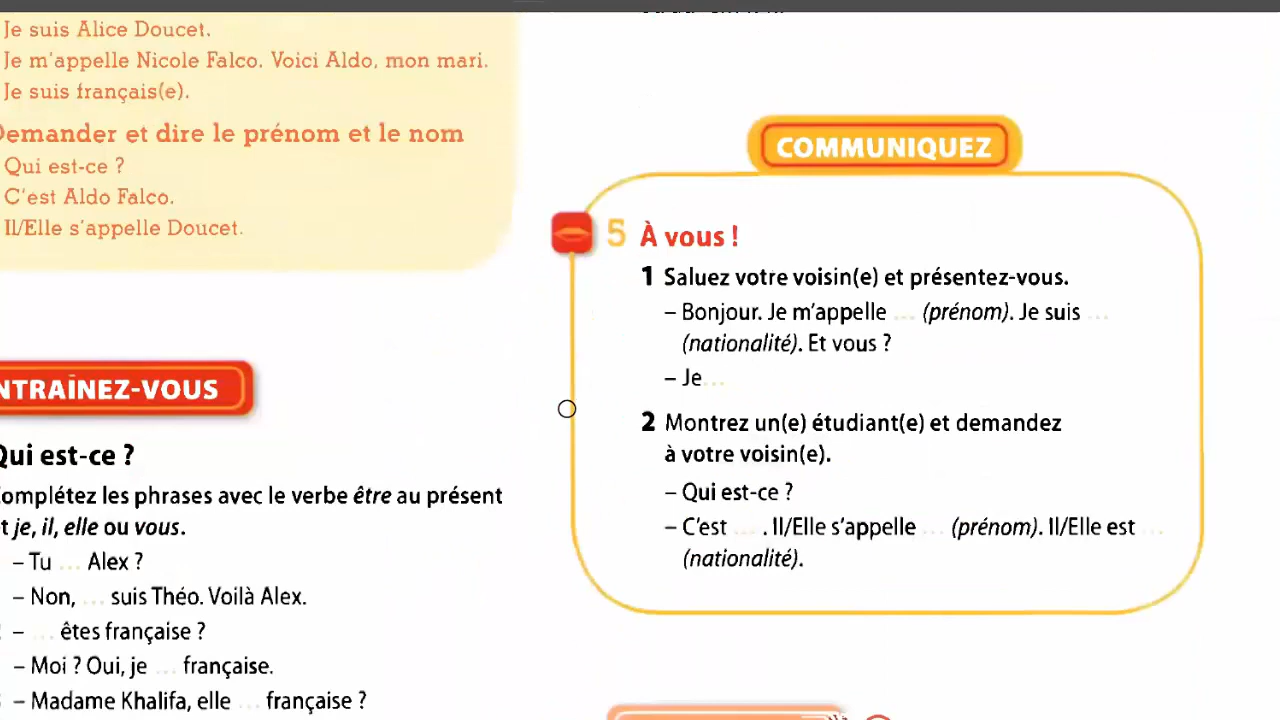 Je suis Alice Doucet.
Je m'appelle Nicole Falco. Voici Aldo, mon mari.
Je suis français(e).
Demander et dire le prénom et le nom
Qui est-ce ?
C'est Aldo Falco.
Il/Elle s'appelle Doucet.
ENTRAÎNEZ-VOUS
Qui est-ce ?
Complétez les phrases avec le verbe être au présent
et je, il, elle ou vous.
– Tu ... Alex ?
– Non, ... suis Théo. Voilà Alex.
– ... êtes française ?
– Moi ? Oui, je ... française.
3 – Madame Khalifa, elle ... française ?
COMMUNIQUEZ
5 À vous !
1 Saluez votre voisin(e) et présentez-vous.
– Bonjour. Je m'appelle ... (prénom). Je suis ...
(nationalité). Et vous ?
– Je ...
2 Montrez un(e) étudiant(e) et demandez
à votre voisin(e).
– Qui est-ce ?
– C'est ... . Il/Elle s'appelle ... (prénom). Il/Elle est ...
(nationalité).